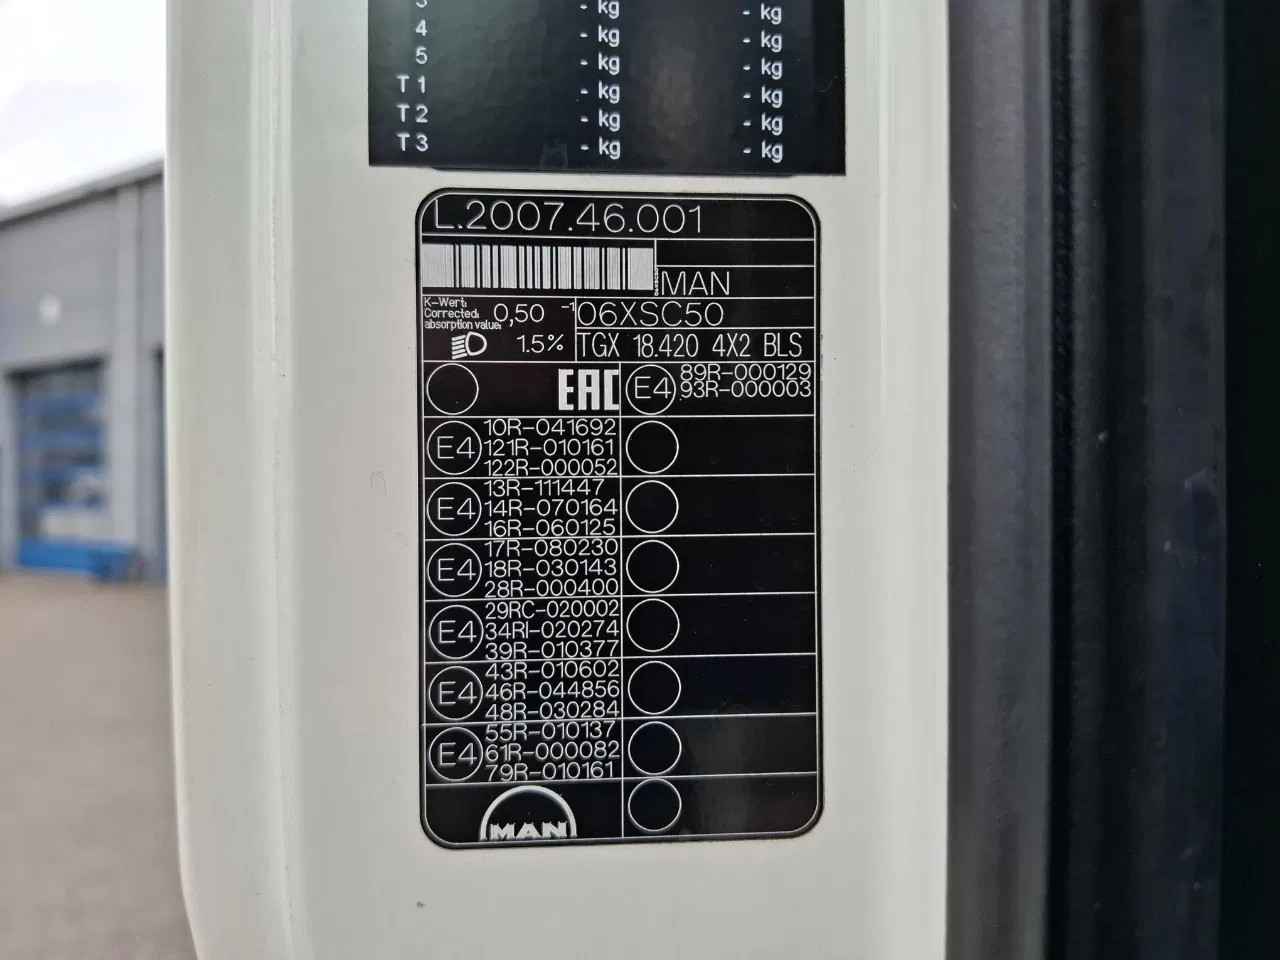 3 - kg - kg
4 - kg - kg
5 - kg - kg
T1 - kg - kg
T2 - kg - kg
T3 - kg - kg
L.2007.46.001
MAN
K-Wert:
Corrected: 0,50 -1
absorption value:
06XSC50
1.5%
TGX 18.420 4X2 BLS
EAC
E4
89R-000129
93R-000003
E4
10R-041692
121R-010161
122R-000052
E4
13R-111447
14R-070164
16R-060125
E4
17R-080230
18R-030143
28R-000400
E4
29RC-020002
34RI-020274
39R-010377
E4
43R-010602
46R-044856
48R-030284
E4
55R-010137
61R-000082
79R-010161
MAN